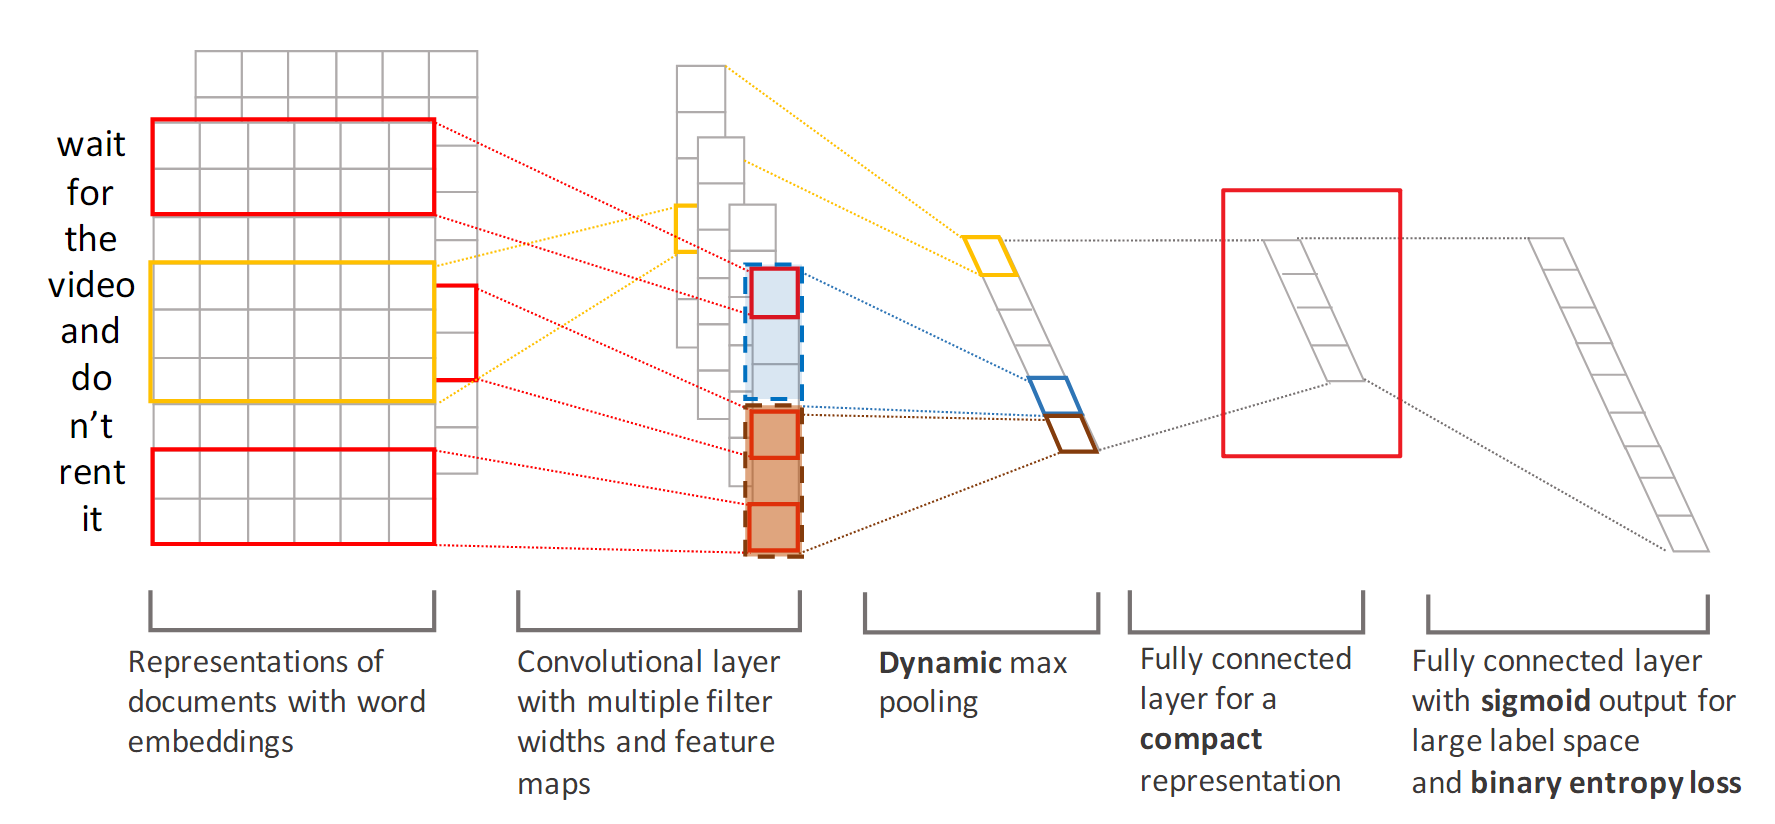 wait
for
the
video
and
do
n't
rent
it
Representations of
documents with word
embeddings
Convolutional layer
with multiple filter
widths and feature
maps
Dynamic max
pooling
Fully connected
layer for a
compact
representation
Fully connected layer
with sigmoid output for
large label space
and binary entropy loss